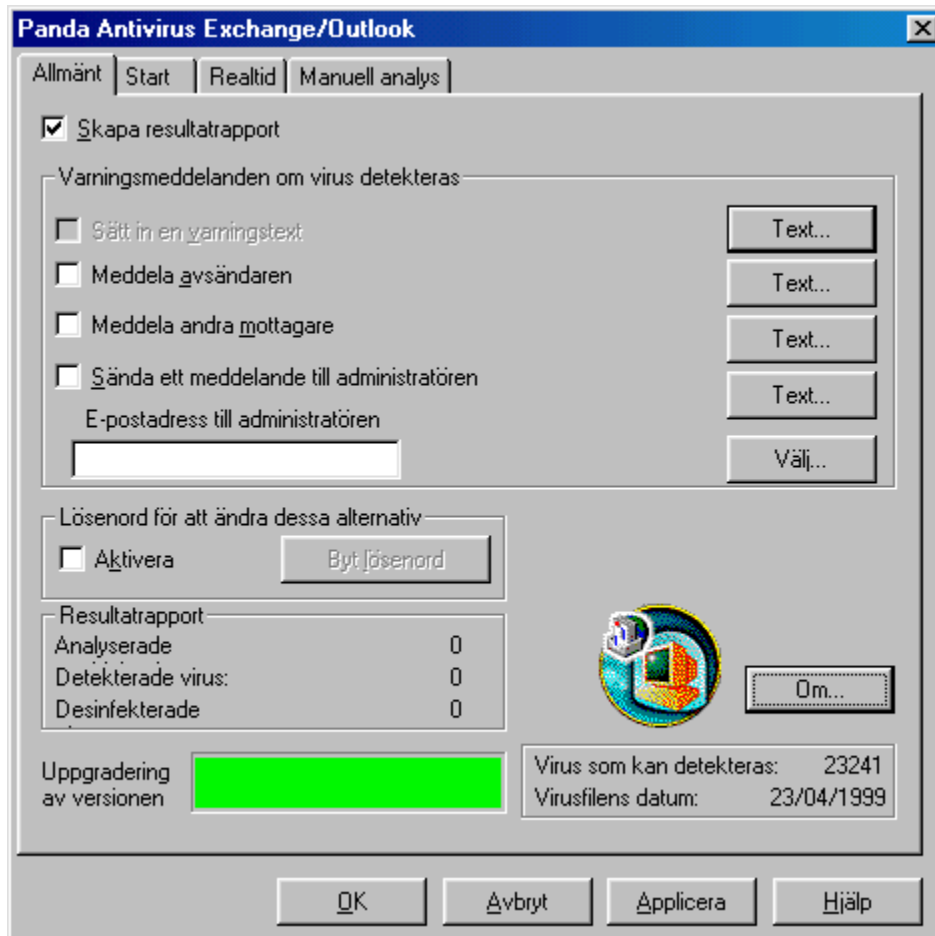 Panda Antivirus Exchange/Outlook
Allmänt Start Realtid Manuell analys
Skapa resultatrapport
Varningsmeddelanden om virus detekteras
Sätt in en varningstext Text...
Meddela avsändaren Text...
Meddela andra mottagare Text...
Sända ett meddelande till administratören Text...
E-postadress till administratören
Välj...
Lösenord för att ändra dessa alternativ
Aktivera Byt lösenord
Resultatrapport
Analyserade 0
Detekterade virus: 0
Desinfekterade 0
Om...
Uppgradering
av versionen
Virus som kan detekteras: 23241
Virusfilens datum: 23/04/1999
OK Avbryt Applicera Hjälp